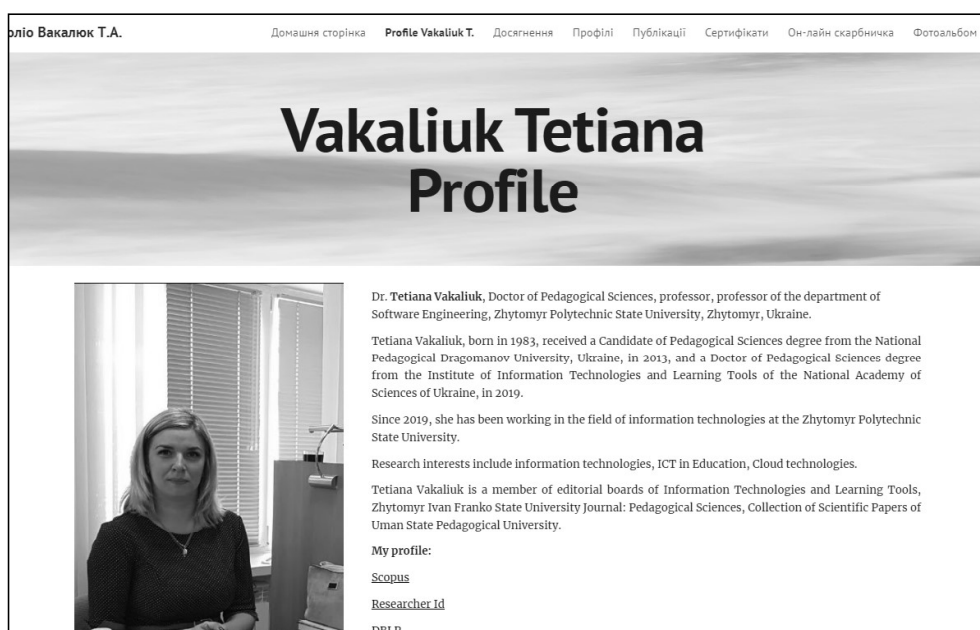 Вакалюк Т.А.
Домашня сторінка Profile Vakaliuk T. Досягнення Профілі Публікації Сертифікати Он-лайн скарбничка Фотоальбом
Vakaliuk Tetiana
Profile
Dr. Tetiana Vakaliuk, Doctor of Pedagogical Sciences, professor, professor of the department of
Software Engineering, Zhytomyr Polytechnic State University, Zhytomyr, Ukraine.
Tetiana Vakaliuk, born in 1983, received a Candidate of Pedagogical Sciences degree from the National
Pedagogical Dragomanov University, Ukraine, in 2013, and a Doctor of Pedagogical Sciences degree
from the Institute of Information Technologies and Learning Tools of the National Academy of
Sciences of Ukraine, in 2019.
Since 2019, she has been working in the field of information technologies at the Zhytomyr Polytechnic
State University.
Research interests include information technologies, ICT in Education, Cloud technologies.
Tetiana Vakaliuk is a member of editorial boards of Information Technologies and Learning Tools,
Zhytomyr Ivan Franko State University Journal: Pedagogical Sciences, Collection of Scientific Papers of
Uman State Pedagogical University.
My profile:
Scopus
Researcher Id